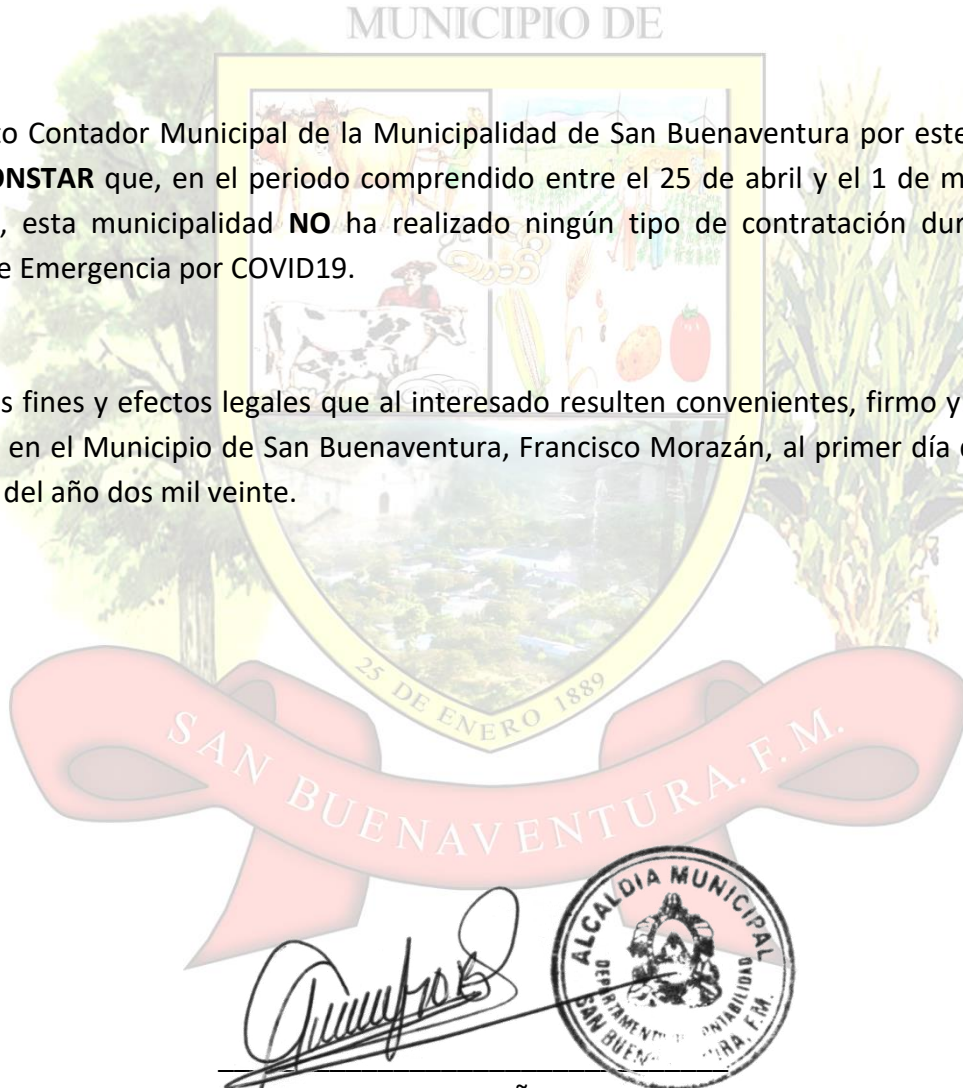 MUNICIPIO DE
to Contador Municipal de la Municipalidad de San Buenaventura por este
ONSTAR que, en el periodo comprendido entre el 25 de abril y el 1 de m
, esta municipalidad NO ha realizado ningún tipo de contratación dur
e Emergencia por COVID19.
s fines y efectos legales que al interesado resulten convenientes, firmo y
en el Municipio de San Buenaventura, Francisco Morazán, al primer día
del año dos mil veinte.
25 DE ENERO 1889
SAN BUENAVENTURA. F. M.
ALCALDIA MUNICIPAL
DEPARTAMENTO
SAN BUEN